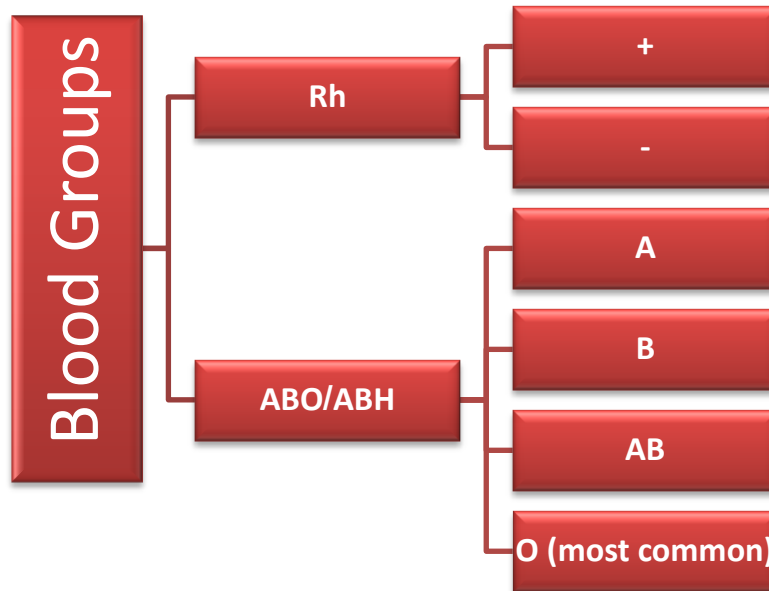 Blood Groups
Rh
+
-
ABO/ABH
A
B
AB
O (most common)